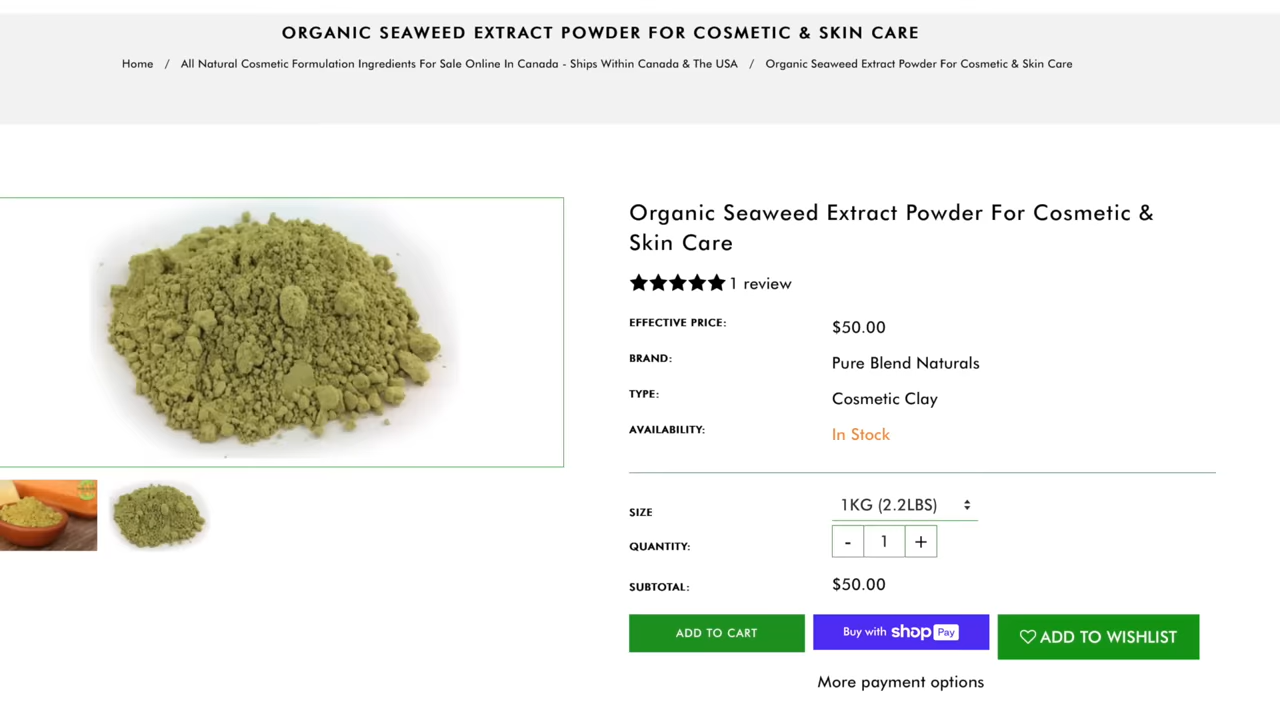 ORGANIC SEAWEED EXTRACT POWDER FOR COSMETIC & SKIN CARE
Home / All Natural Cosmetic Formulation Ingredients For Sale Online In Canada - Ships Within Canada & The USA / Organic Seaweed Extract Powder For Cosmetic & Skin Care
Organic Seaweed Extract Powder For Cosmetic &
Skin Care
1 review
EFFECTIVE PRICE: $50.00
BRAND: Pure Blend Naturals
TYPE: Cosmetic Clay
AVAILABILITY: In Stock
SIZE 1KG (2.2LBS)
QUANTITY: - 1 +
SUBTOTAL: $50.00
ADD TO CART Buy with shop Pay ADD TO WISHLIST
More payment options